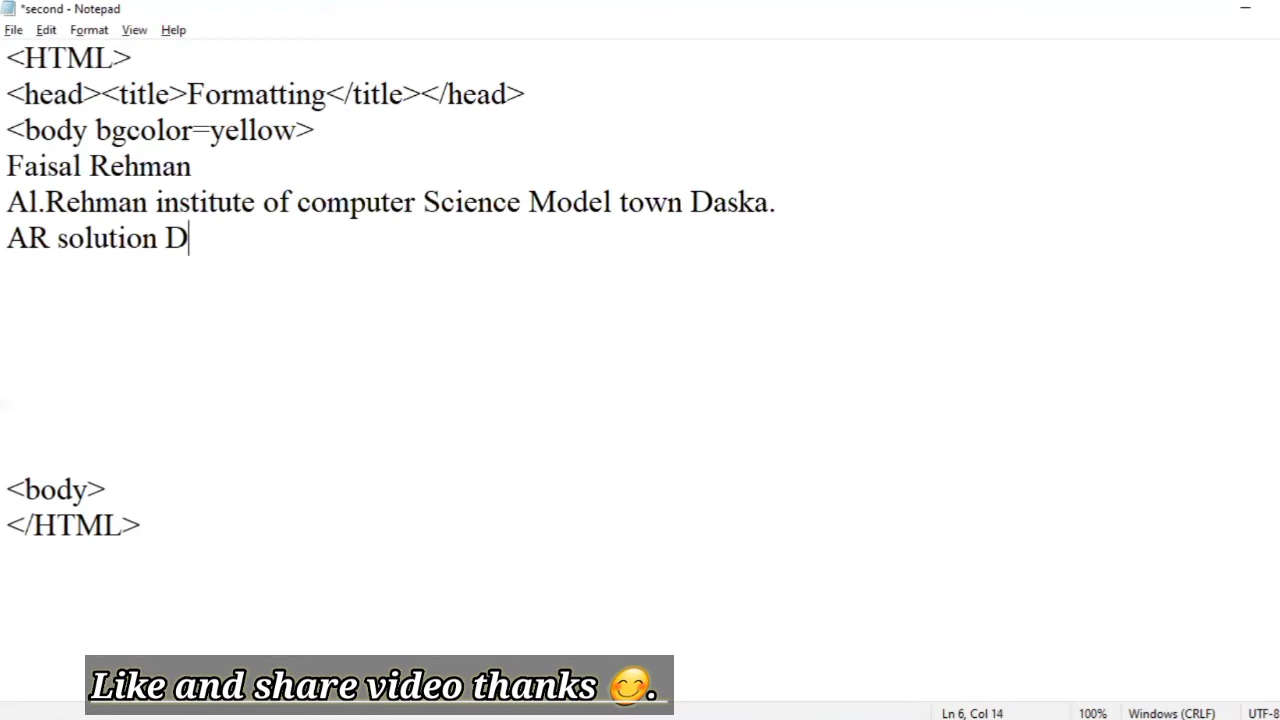 *second - Notepad
File Edit Format View Help
<HTML>
<head><title>Formatting</title></head>
<body bgcolor=yellow>
Faisal Rehman
Al.Rehman institute of computer Science Model town Daska.
AR solution D
<body>
</HTML>
Like and share video thanks 😊.
Ln 6, Col 14 100% Windows (CRLF) UTF-8